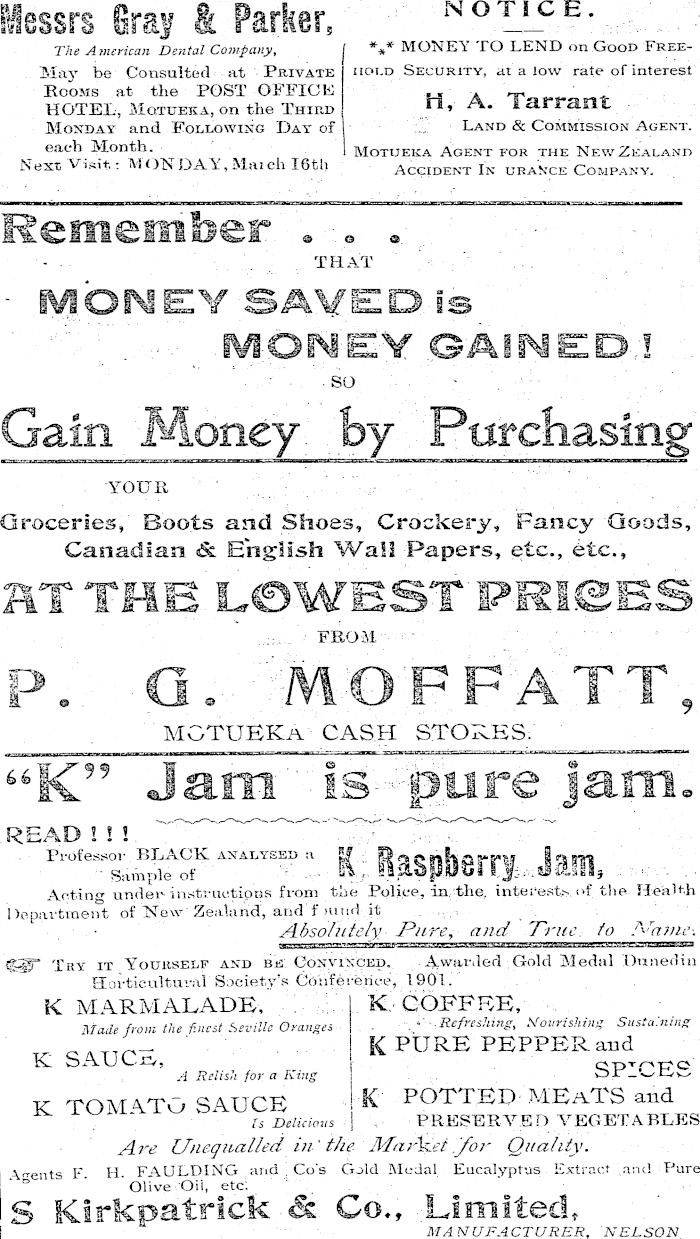 Messrs Gray & Parker,
The American Dental Company,
May be Consulted at PRIVATE
ROOMS at the POST OFFICE
HOTEL, MOTUEKA, on the THIRD
MONDAY and FOLLOWING DAY of
each Month.
Next Visit: MONDAY, March 16th
NOTICE.
*** MONEY TO LEND on GOOD FREE-
HOLD SECURITY, at a low rate of interest
H, A. Tarrant
LAND & COMMISSION AGENT.
MOTUEKA AGENT FOR THE NEW ZEALAND
ACCIDENT IN URANCE COMPANY.
Remember . . .
THAT
MONEY SAVED is
MONEY GAINED!
SO
Gain Money by Purchasing
YOUR
Groceries, Boots and Shoes, Crockery, Fancy Goods,
Canadian & English Wall Papers, etc., etc.,
AT THE LOWEST PRICES
FROM
P. G. MOFFATT,
MOTUEKA CASH STORES.
"K" Jam is pure jam.
READ!!!
Professor BLACK ANALYSED a
Sample of
K Raspberry Jam,
Acting under instructions from the Police, in the interests of the Health
Department of New Zealand, and f und it
Absolutely Pure, and True to Name.
☞ TRY IT YOURSELF AND BE CONVINCED. Awarded Gold Medal Dunedin
Horticultural Society's Conference, 1901.
K MARMALADE,
Made from the finest Seville Oranges
K SAUCE,
A Relish for a King
K TOMATO SAUCE
Is Delicious
K COFFEE,
Refreshing, Nourishing Sustaining
K PURE PEPPER and
SPICES
K POTTED MEATS and
PRESERVED VEGETABLES
Are Unequalled in the Market for Quality.
Agents F. H. FAULDING and Co's Gold Medal Eucalyptus Extract and Pure
Olive Oil, etc.
S Kirkpatrick & Co., Limited,
MANUFACTURER, NELSON